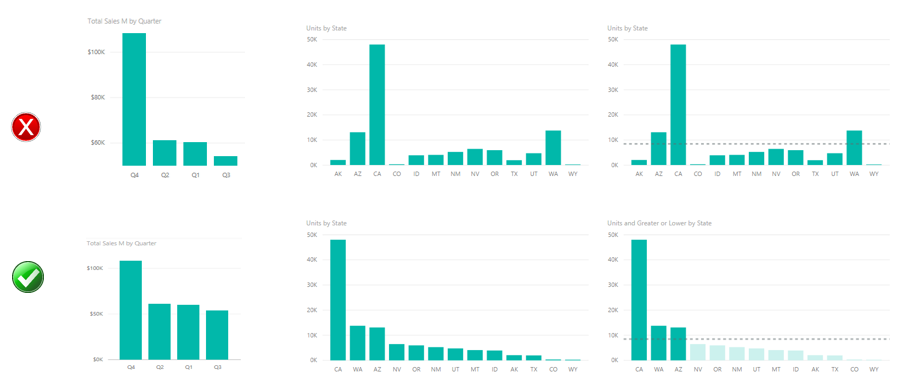 Total Sales M by Quarter
$100K
$80K
$60K
Q4 Q2 Q1 Q3
Units by State
50K
40K
30K
20K
10K
0K
AK AZ CA CO ID MT NM NV OR TX UT WA WY
Units by State
50K
40K
30K
20K
10K
0K
AK AZ CA CO ID MT NM NV OR TX UT WA WY
X
Total Sales M by Quarter
$100K
$50K
$0K
Q4 Q2 Q1 Q3
Units by State
50K
40K
30K
20K
10K
0K
CA WA AZ NV OR NM UT MT ID AK TX CO WY
Units and Greater or Lower by State
50K
40K
30K
20K
10K
0K
CA WA AZ NV OR NM UT MT ID AK TX CO WY